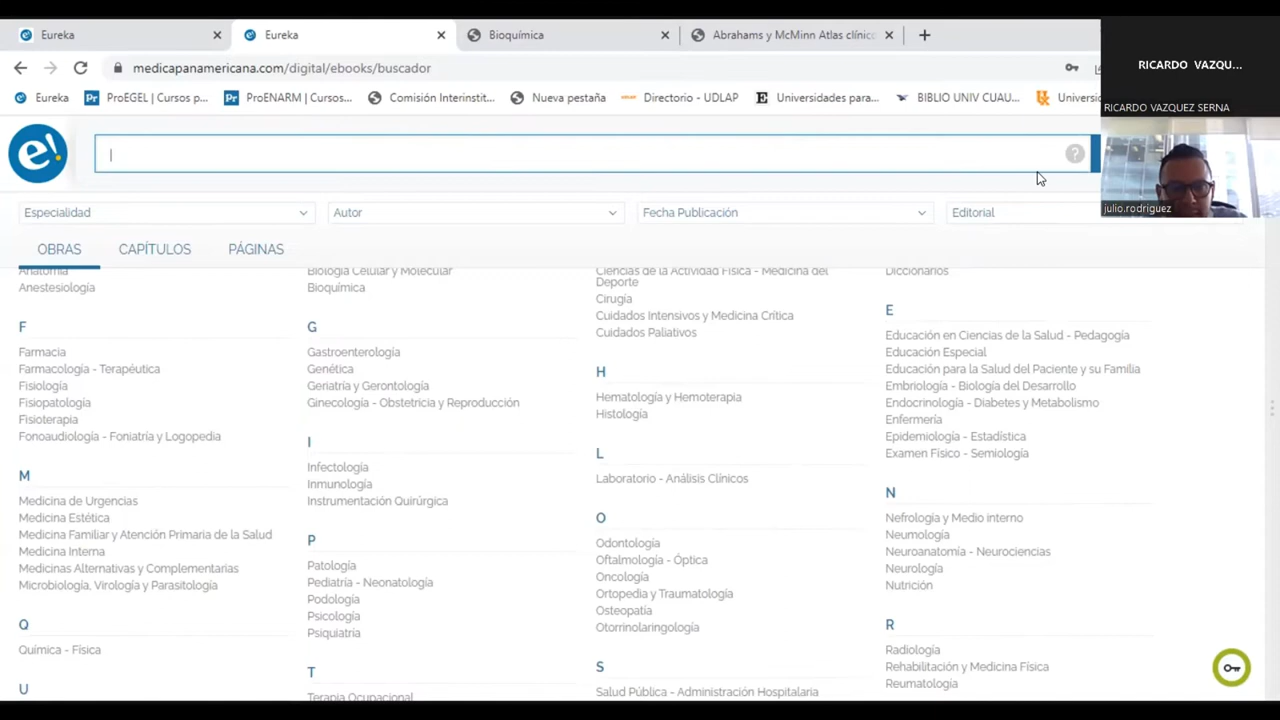 Eureka
Eureka
Bioquímica
Abrahams y McMinn Atlas clínico
medicapanamericana.com/digital/ebooks/buscador
RICARDO VAZQU...
Eureka
Pr ProEGEL | Cursos p...
Pr ProENARM | Cursos...
Comisión Interinstit...
Nueva pestaña
Directorio - UDLAP
E Universidades para...
BIBLIO UNIV CUAU...
Universi
RICARDO VAZQUEZ SERNA
e!
?
julio.rodriguez
Especialidad
Autor
Fecha Publicación
Editorial
OBRAS
CAPÍTULOS
PÁGINAS
Anatomía
Anestesiología
Biología Celular y Molecular
Bioquímica
Ciencias de la Actividad Física - Medicina del
Deporte
Cirugía
Cuidados Intensivos y Medicina Crítica
Cuidados Paliativos
Diccionarios
E
Educación en Ciencias de la Salud - Pedagogía
Educación Especial
Educación para la Salud del Paciente y su Familia
Embriología - Biología del Desarrollo
Endocrinología - Diabetes y Metabolismo
Enfermería
Epidemiología - Estadística
Examen Físico - Semiología
F
Farmacia
Farmacología - Terapéutica
Fisiología
Fisiopatología
Fisioterapia
Fonoaudiología - Foniatría y Logopedia
G
Gastroenterología
Genética
Geriatría y Gerontología
Ginecología - Obstetricia y Reproducción
H
Hematología y Hemoterapia
Histología
I
Infectología
Inmunología
Instrumentación Quirúrgica
L
Laboratorio - Análisis Clínicos
M
Medicina de Urgencias
Medicina Estética
Medicina Familiar y Atención Primaria de la Salud
Medicina Interna
Medicinas Alternativas y Complementarias
Microbiología, Virología y Parasitología
N
Nefrología y Medio interno
Neumología
Neuroanatomía - Neurociencias
Neurología
Nutrición
O
Odontología
Oftalmología - Óptica
Oncología
Ortopedia y Traumatología
Osteopatía
Otorrinolaringología
P
Patología
Pediatría - Neonatología
Podología
Psicología
Psiquiatría
Q
Química - Física
R
Radiología
Rehabilitación y Medicina Física
Reumatología
S
Salud Pública - Administración Hospitalaria
T
Terapia Ocupacional
U